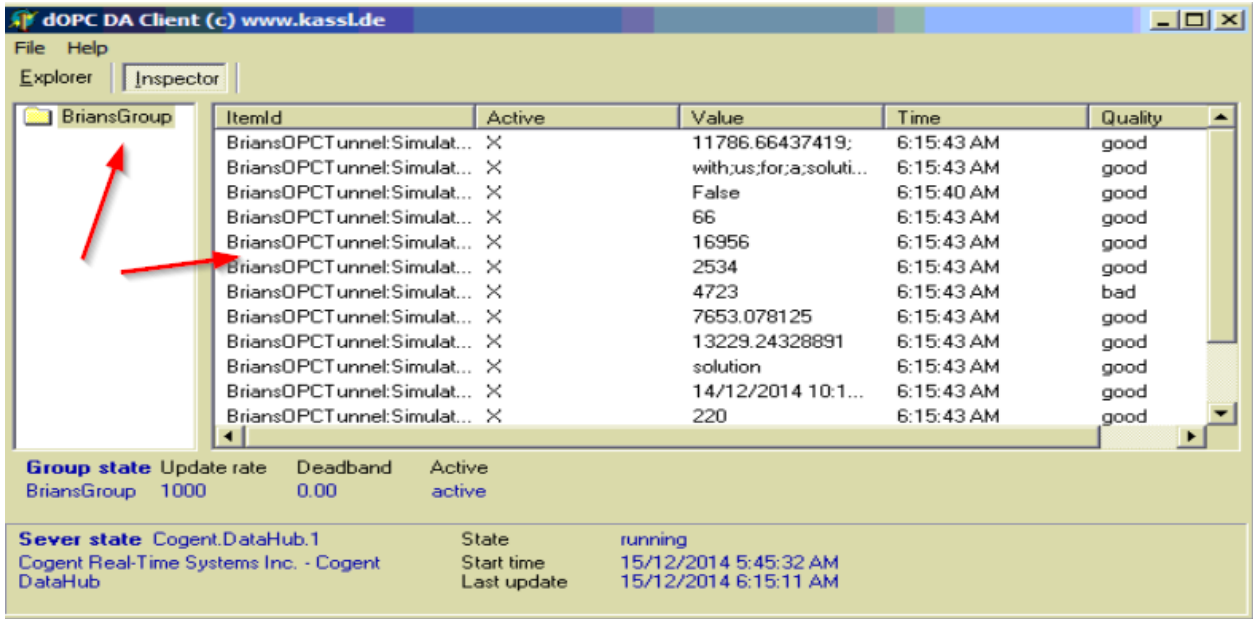 dOPC DA Client (c) www.kassl.de
File Help
Explorer Inspector
BriansGroup
ItemId Active Value Time Quality
BriansOPCTunnel:Simulat... X 11786.66437419; 6:15:43 AM good
BriansOPCTunnel:Simulat... X with;us;for;a;soluti... 6:15:43 AM good
BriansOPCTunnel:Simulat... X False 6:15:40 AM good
BriansOPCTunnel:Simulat... X 66 6:15:43 AM good
BriansOPCTunnel:Simulat... X 16956 6:15:43 AM good
BriansOPCTunnel:Simulat... X 2534 6:15:43 AM good
BriansOPCTunnel:Simulat... X 4723 6:15:43 AM bad
BriansOPCTunnel:Simulat... X 7653.078125 6:15:43 AM good
BriansOPCTunnel:Simulat... X 13229.24328891 6:15:43 AM good
BriansOPCTunnel:Simulat... X solution 6:15:43 AM good
BriansOPCTunnel:Simulat... X 14/12/2014 10:1... 6:15:43 AM good
BriansOPCTunnel:Simulat... X 220 6:15:43 AM good
Group state Update rate Deadband Active
BriansGroup 1000 0.00 active
Sever state Cogent.DataHub.1 State running
Cogent Real-Time Systems Inc. - Cogent Start time 15/12/2014 5:45:32 AM
DataHub Last update 15/12/2014 6:15:11 AM